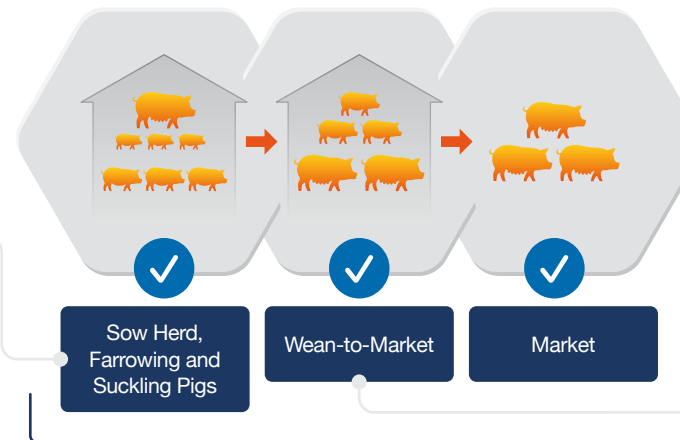 Sow Herd,
Farrowing and
Suckling Pigs
Wean-to-Market
Market